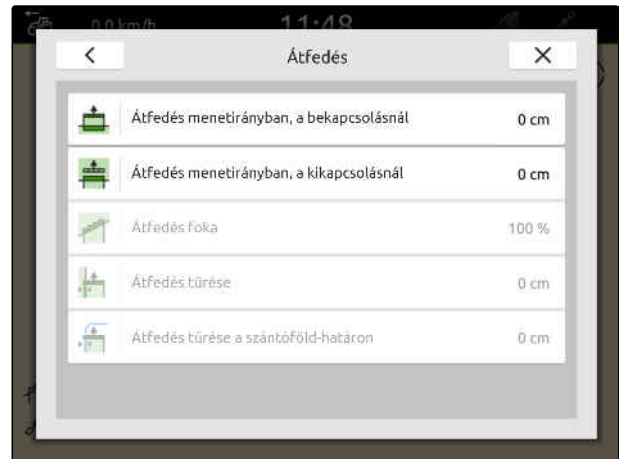 0.0 km/h 11:48
Átfedés
Átfedés menetirányban, a bekapcsolásnál 0 cm
Átfedés menetirányban, a kikapcsolásnál 0 cm
Átfedés foka 100 %
Átfedés tűrése 0 cm
Átfedés tűrése a szántóföld-határon 0 cm